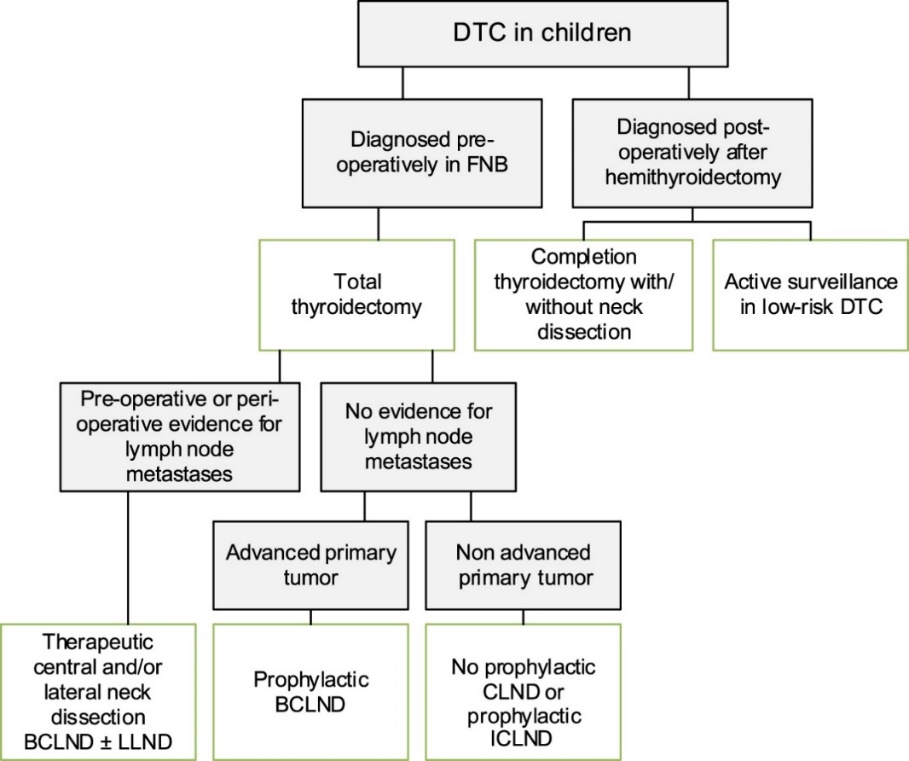 DTC in children
Diagnosed pre-
operatively in FNB
Diagnosed post-
operatively after
hemithyroidectomy
Total
thyroidectomy
Completion
thyroidectomy with/
without neck
dissection
Active surveillance
in low-risk DTC
Pre-operative or peri-
operative evidence for
lymph node
metastases
No evidence for
lymph node
metastases
Advanced primary
tumor
Non advanced
primary tumor
Therapeutic
central and/or
lateral neck
dissection
BCLND ± LLND
Prophylactic
BCLND
No prophylactic
CLND or
prophylactic
ICLND